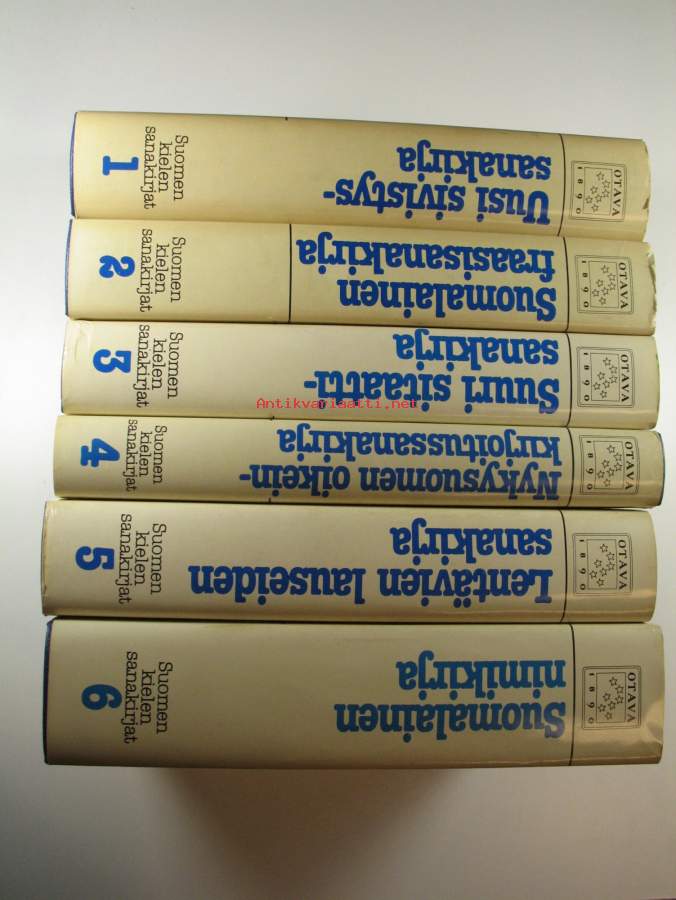 Suomen
kielen
sanakirjat
1
Uusi sivistys-
sanakirja
OTAVA
1890
Suomen
kielen
sanakirjat
2
Suomalainen
fraasisanakirja
OTAVA
1890
Suomen
kielen
sanakirjat
3
Suuri sitaatti-
sanakirja
OTAVA
1890
Antikvariaatti.net
Suomen
kielen
sanakirjat
4
Nykysuomen oikein-
kirjoitussanakirja
OTAVA
1890
Suomen
kielen
sanakirjat
5
Lentävien lauseiden
sanakirja
OTAVA
1890
Suomen
kielen
sanakirjat
6
Suomalainen
nimikirja
OTAVA
1890